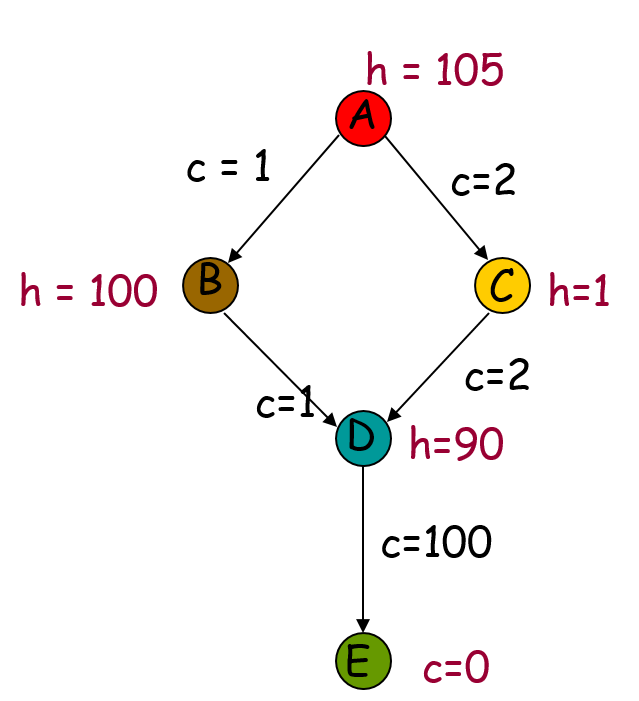 h = 105
A
c = 1
c=2
B
h = 100
C
h=1
c=2
c=1
D
h=90
c=100
E
c=0